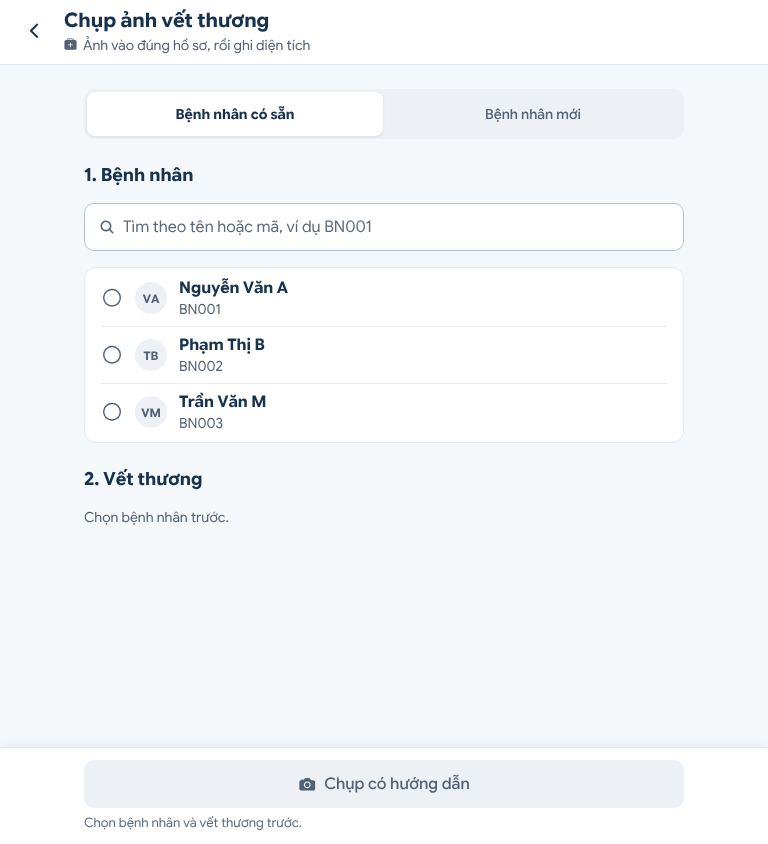 Chụp ảnh vết thương
Ảnh vào đúng hồ sơ, rồi ghi diện tích
Bệnh nhân có sẵn
Bệnh nhân mới
1. Bệnh nhân
Tìm theo tên hoặc mã, ví dụ BN001
VA
Nguyễn Văn A
BN001
TB
Phạm Thị B
BN002
VM
Trần Văn M
BN003
2. Vết thương
Chọn bệnh nhân trước.
Chụp có hướng dẫn
Chọn bệnh nhân và vết thương trước.